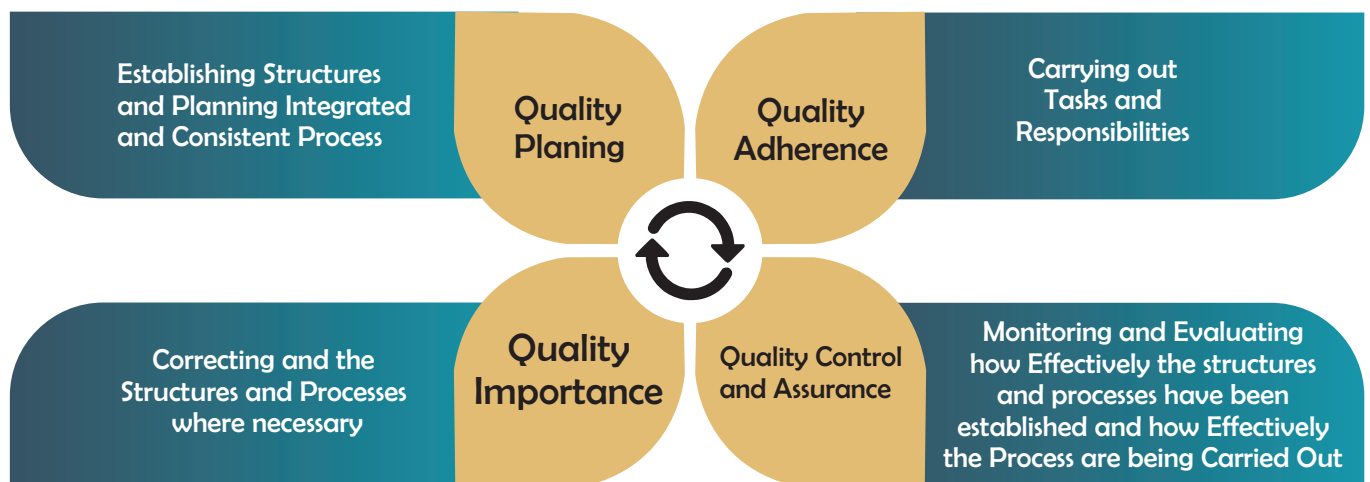 Establishing Structures
and Planning Integrated
and Consistent Process
Quality
Planing
Quality
Adherence
Carrying out
Tasks and
Responsibilities
Correcting and the
Structures and Processes
where necessary
Quality
Importance
Quality Control
and Assurance
Monitoring and Evaluating
how Effectively the structures
and processes have been
established and how Effectively
the Process are being Carried Out